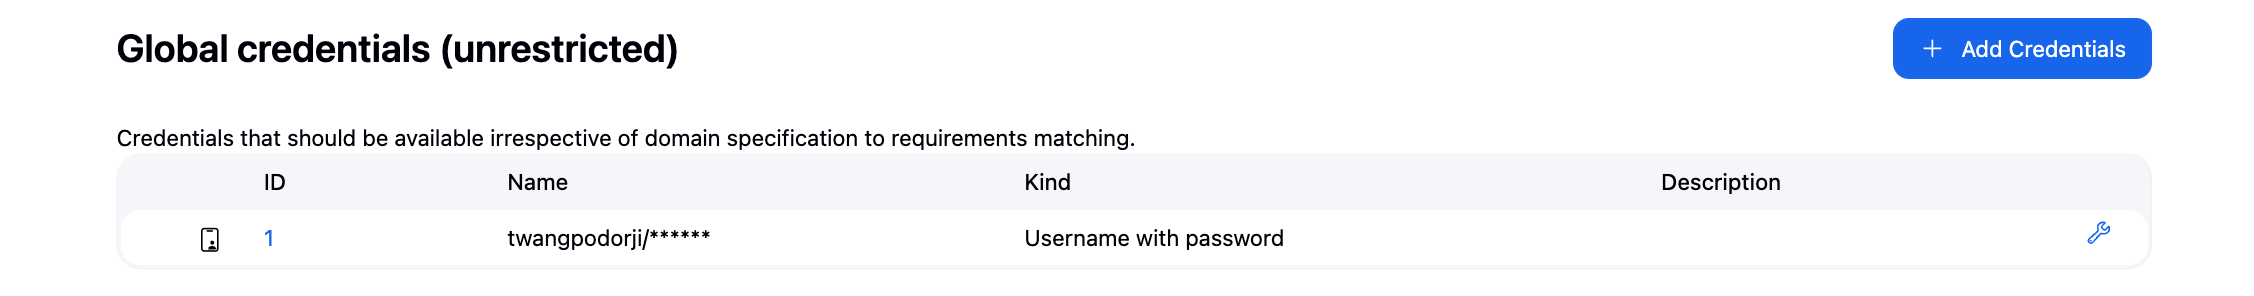 Global credentials (unrestricted)
+ Add Credentials
Credentials that should be available irrespective of domain specification to requirements matching.
ID Name Kind Description
1 twangpodorji/****** Username with password